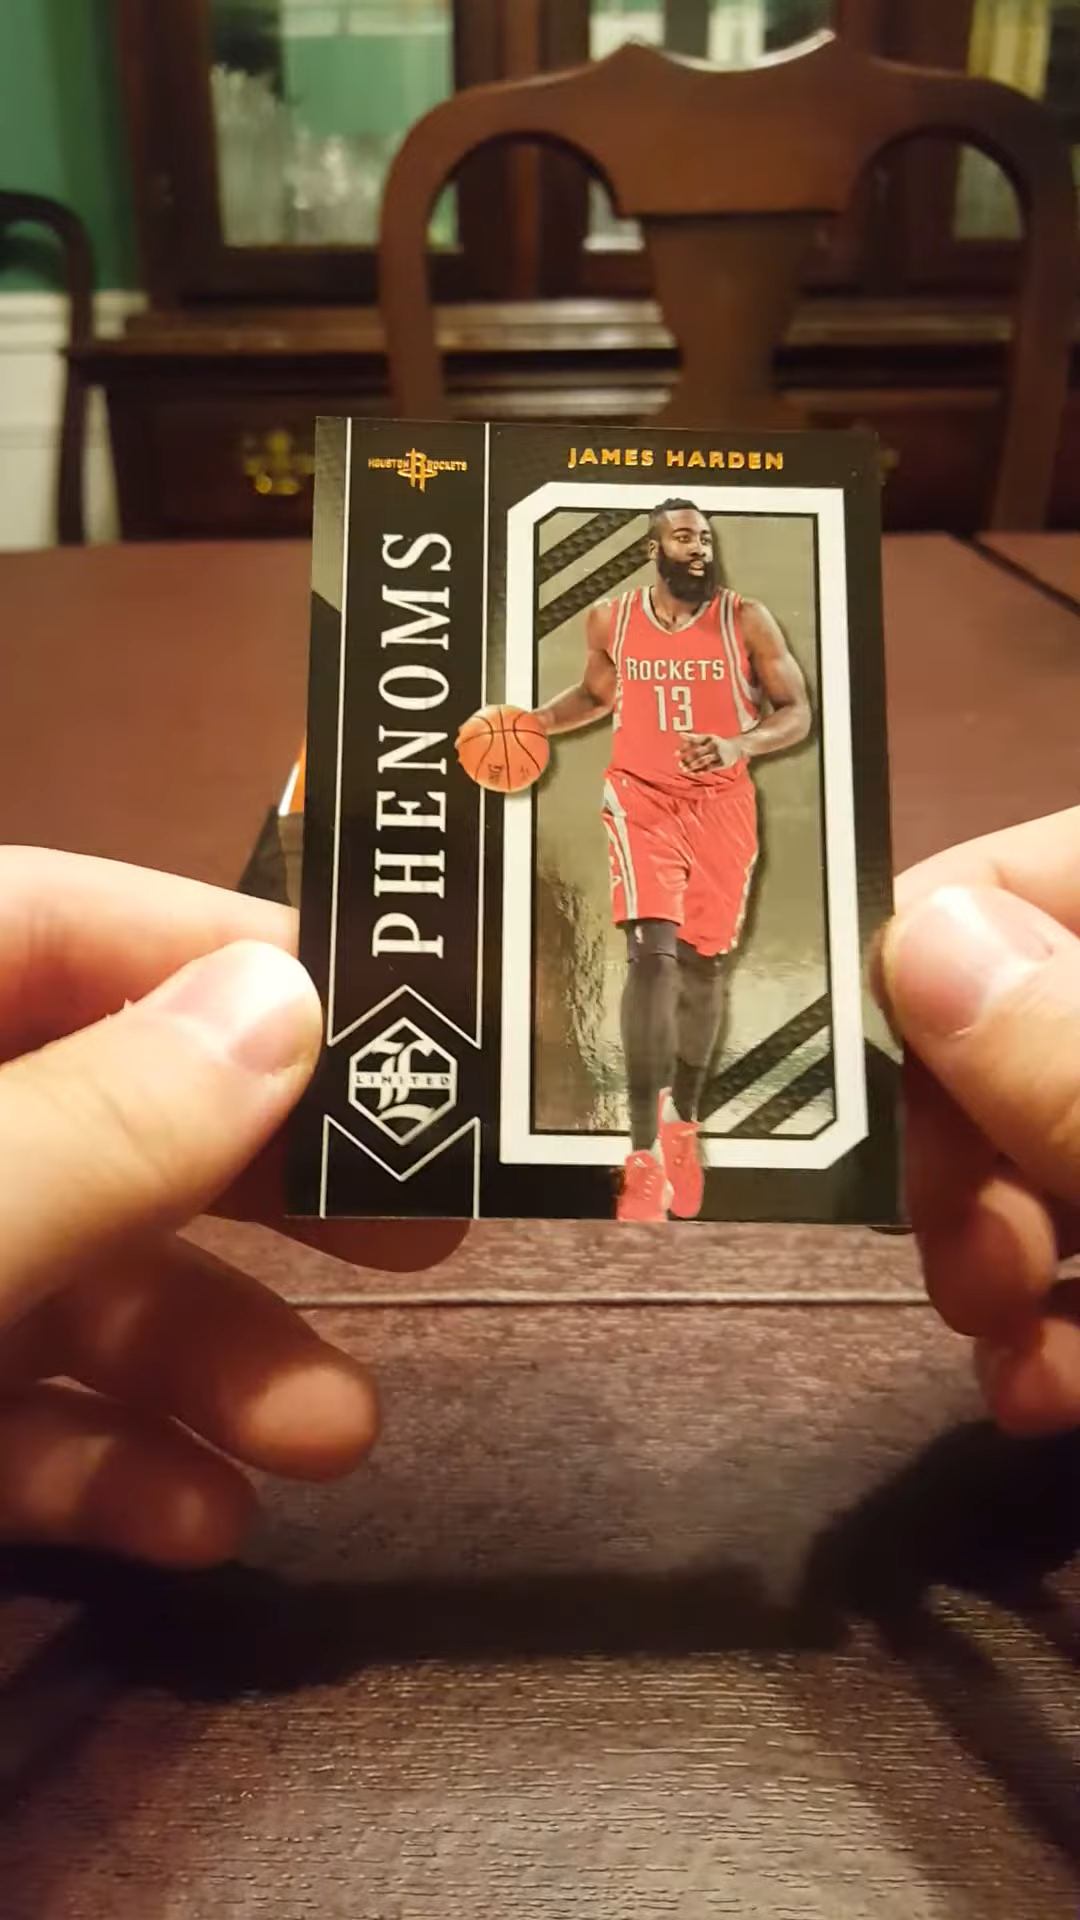 HOUSTON R ROCKETS
JAMES HARDEN
PHENOMS
ROCKETS
13
L
LIMITED